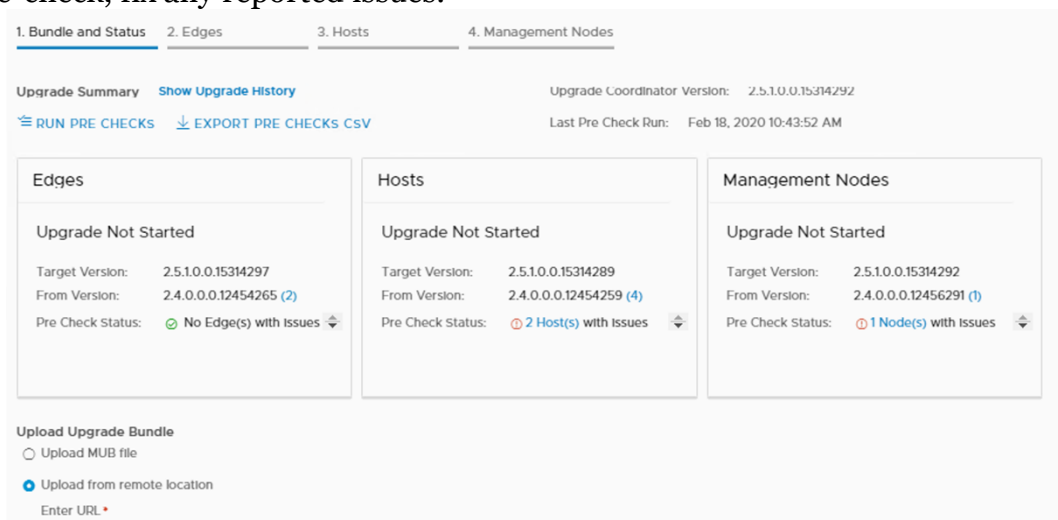 check, fix any reported issues.
1. Bundle and Status 2. Edges 3. Hosts 4. Management Nodes
Upgrade Summary Show Upgrade History Upgrade Coordinator Version: 2.5.1.0.0.15314292
RUN PRE CHECKS EXPORT PRE CHECKS CSV Last Pre Check Run: Feb 18, 2020 10:43:52 AM
Edges Hosts Management Nodes
Upgrade Not Started Upgrade Not Started Upgrade Not Started
Target Version: 2.5.1.0.0.15314297 Target Version: 2.5.1.0.0.15314289 Target Version: 2.5.1.0.0.15314292
From Version: 2.4.0.0.0.12454265 (2) From Version: 2.4.0.0.0.12454259 (4) From Version: 2.4.0.0.0.12456291 (1)
Pre Check Status: No Edge(s) with Issues Pre Check Status: 2 Host(s) with Issues Pre Check Status: 1 Node(s) with Issues
Upload Upgrade Bundle
Upload MUB file
Upload from remote location
Enter URL*